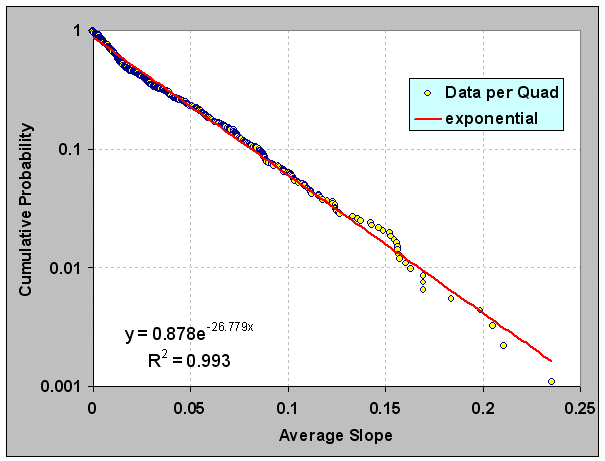 1
Data per Quad
exponential
0.1
Cumulative Probability
0.01
y = 0.878e^-26.779x
R² = 0.993
0.001
0 0.05 0.1 0.15 0.2 0.25
Average Slope